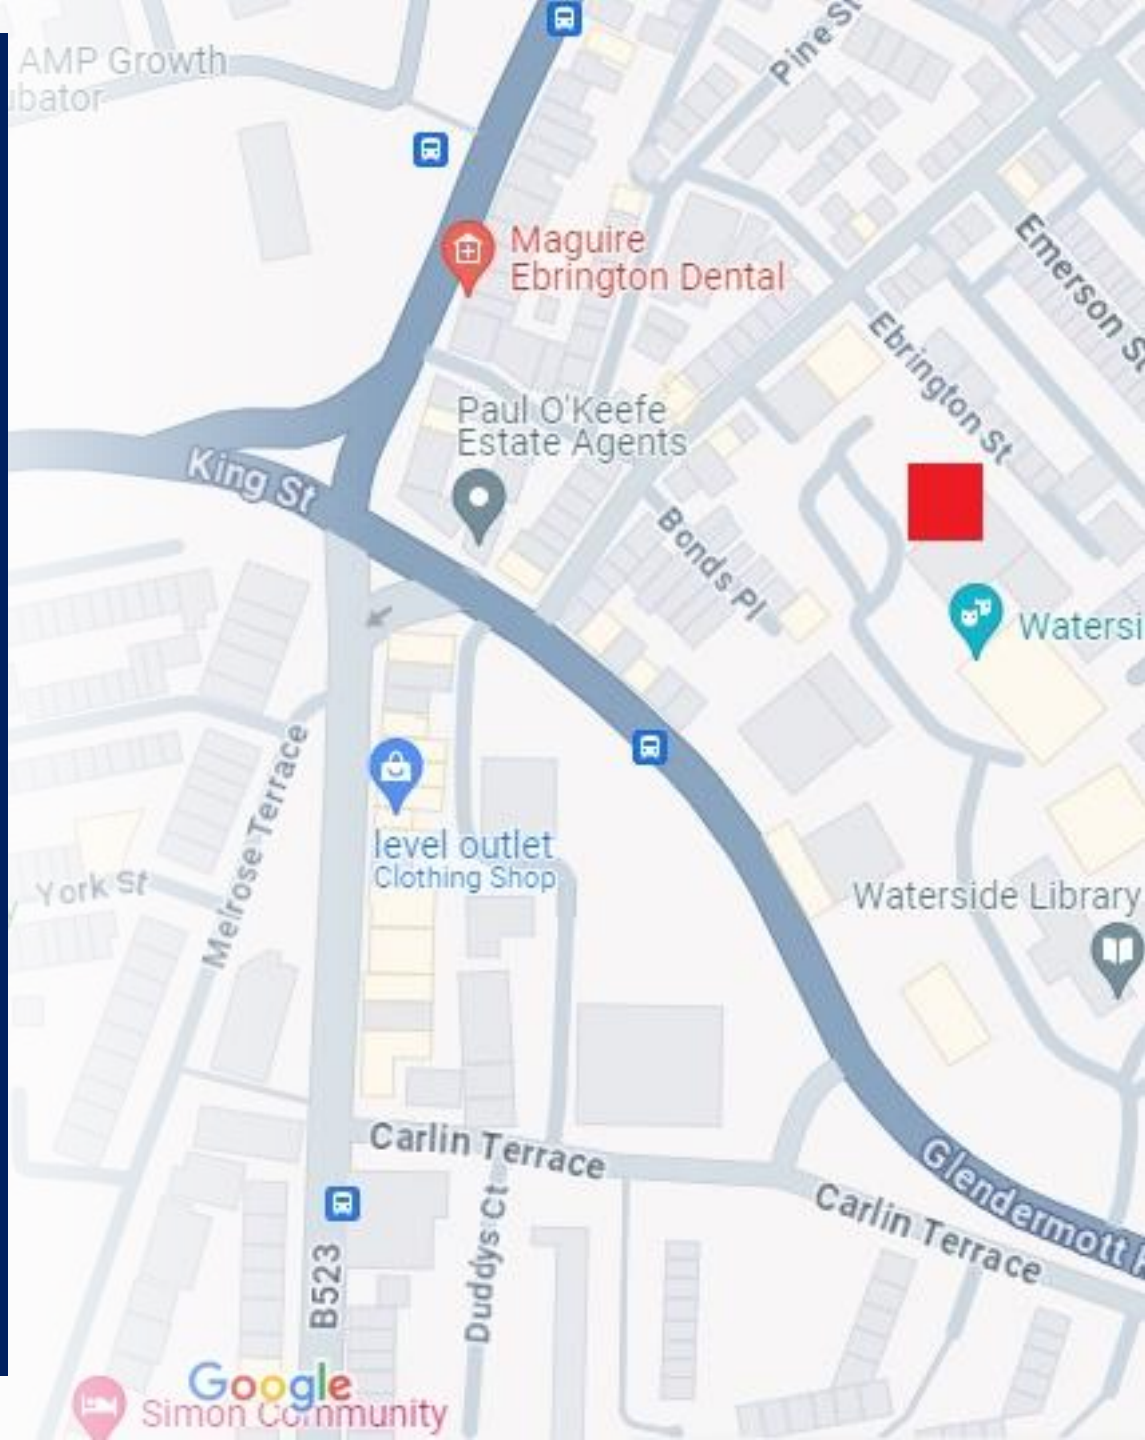 AMP Growth
ubator
Pine St
Maguire
Ebrington Dental
Emerson St
Ebrington St
Paul O'Keefe
Estate Agents
King St
Bonds Pl
Watersi
Melrose Terrace
level outlet
Clothing Shop
York St
Waterside Library
Carlin Terrace
Glendermott R
Carlin Terrace
Duddys Ct
B523
Google
Simon Community